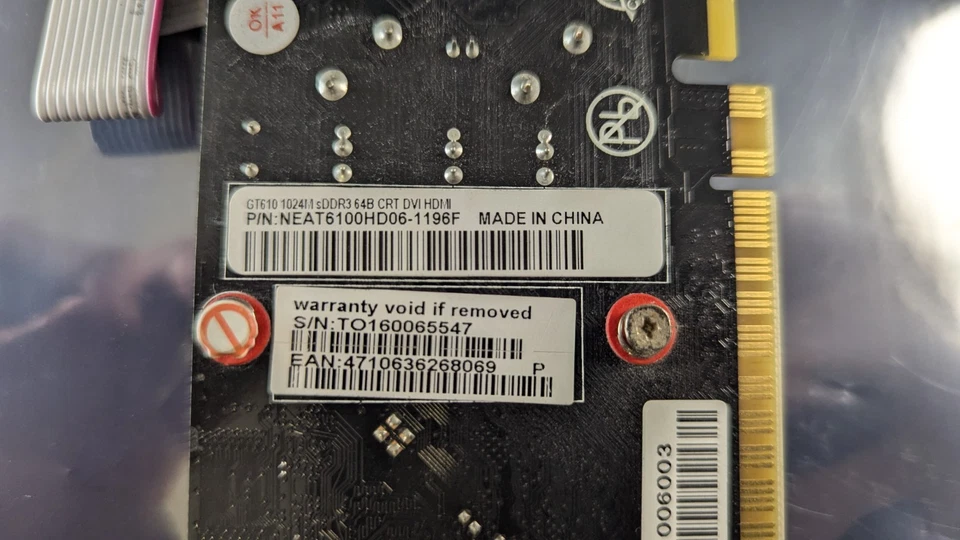 OK
A11
Pb
GT610 1024M sDDR3 64B CRT DVI HDMI
P/N:NEAT6100HD06-1196F MADE IN CHINA
warranty void if removed
S/N:TO160065547
EAN:4710636268069 P
006003